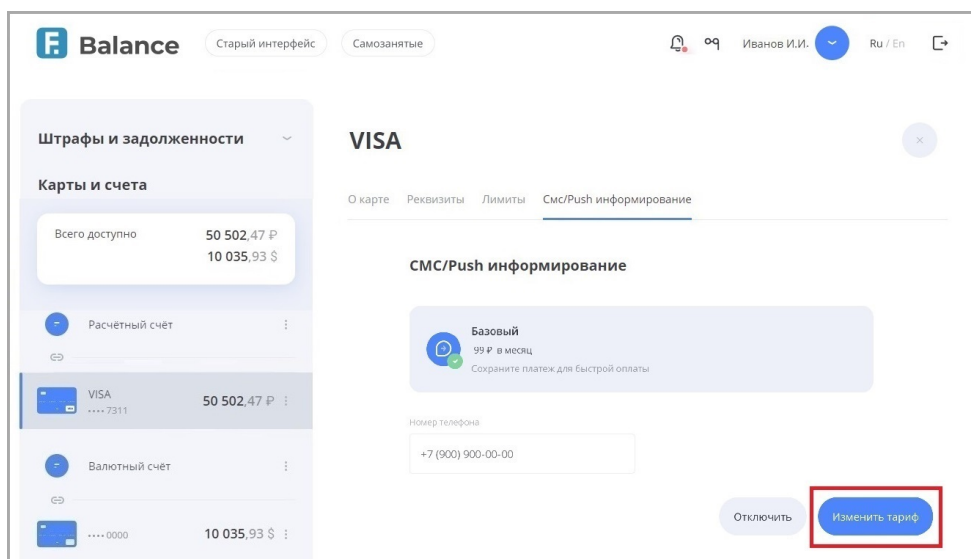 F. Balance
Старый интерфейс
Самозанятые
Иванов И.И.
Ru / En
Штрафы и задолженности
Карты и счета
Всего доступно
50 502,47 ₽
10 035,93 $
Расчётный счёт
VISA
50 502,47 ₽
•••• 7311
Валютный счёт
•••• 0000
10 035,93 $
VISA
О карте Реквизиты Лимиты Смс/Push информирование
СМС/Push информирование
Базовый
99 ₽ в месяц
Сохраните платеж для быстрой оплаты
Номер телефона
+7 (900) 900-00-00
Отключить
Изменить тариф